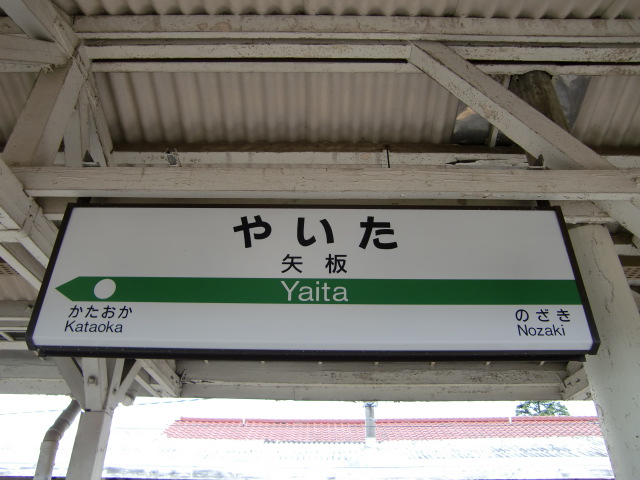 やいた
矢板
Yaita
かたおか
Kataoka
のざき
Nozaki